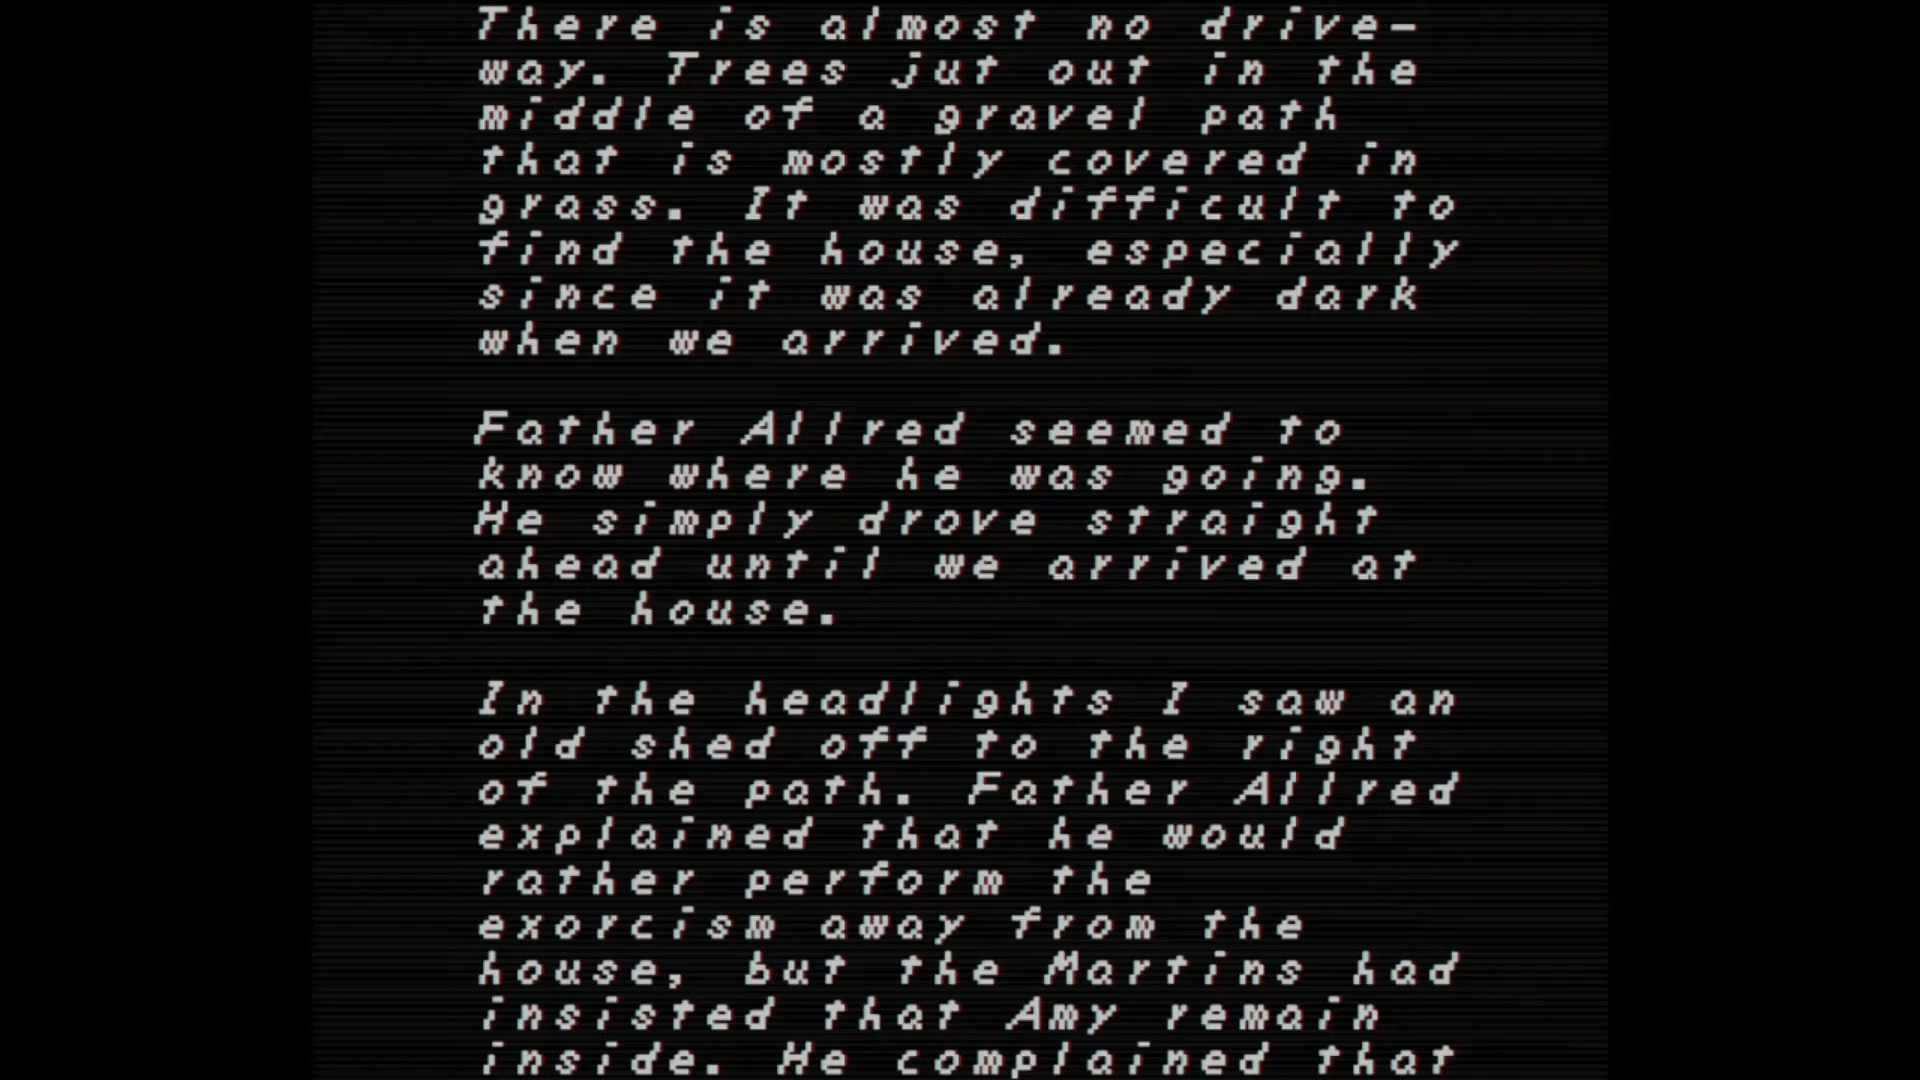 There is almost no drive-
way. Trees jut out in the
middle of a gravel path
that is mostly covered in
grass. It was difficult to
find the house, especially
since it was already dark
when we arrived.
Father Allred seemed to
know where he was going.
He simply drove straight
ahead until we arrived at
the house.
In the headlights I saw an
old shed off to the right
of the path. Father Allred
explained that he would
rather perform the
exorcism away from the
house, but the Martins had
insisted that Amy remain
inside. He complained that